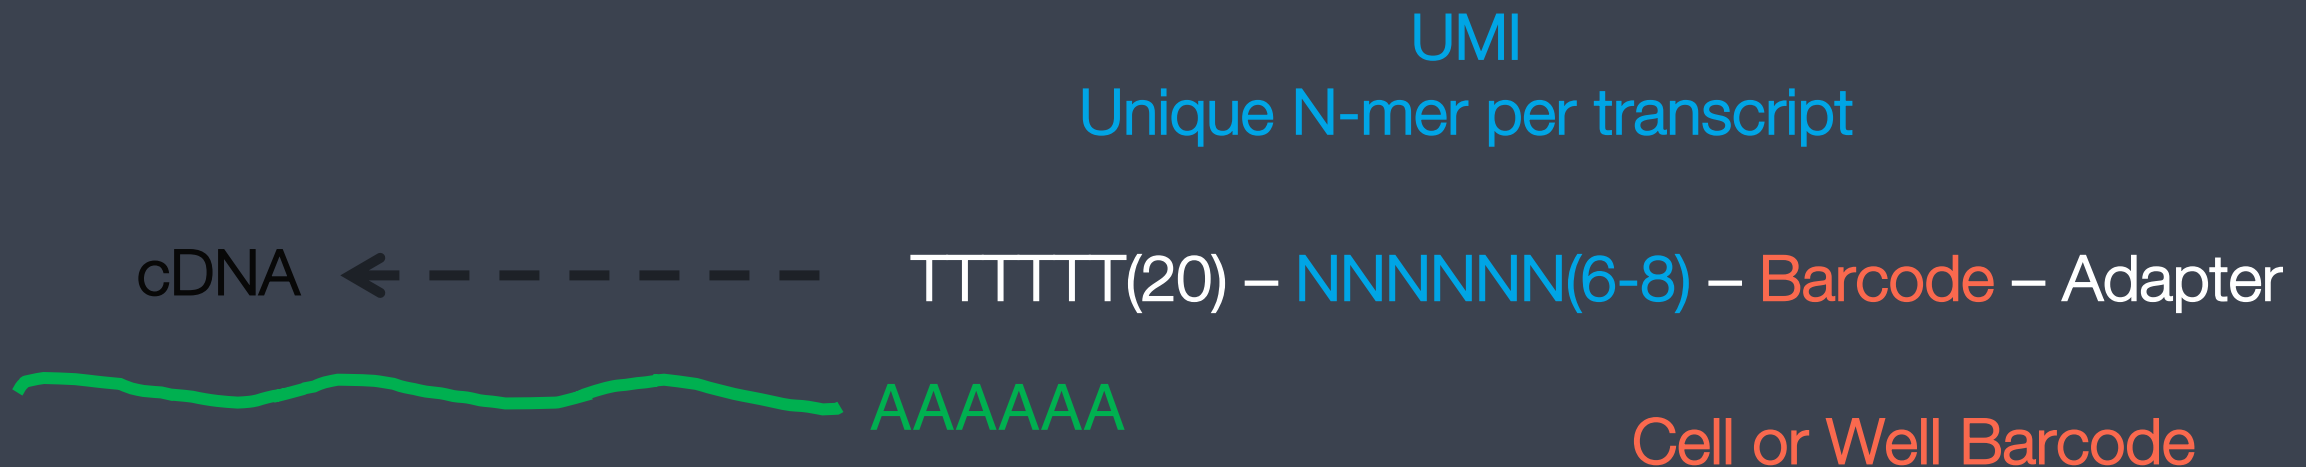 UMI
Unique N-mer per transcript
cDNA
TTTTTT(20) – NNNNNN(6-8) – Barcode – Adapter
AAAAAA
Cell or Well Barcode